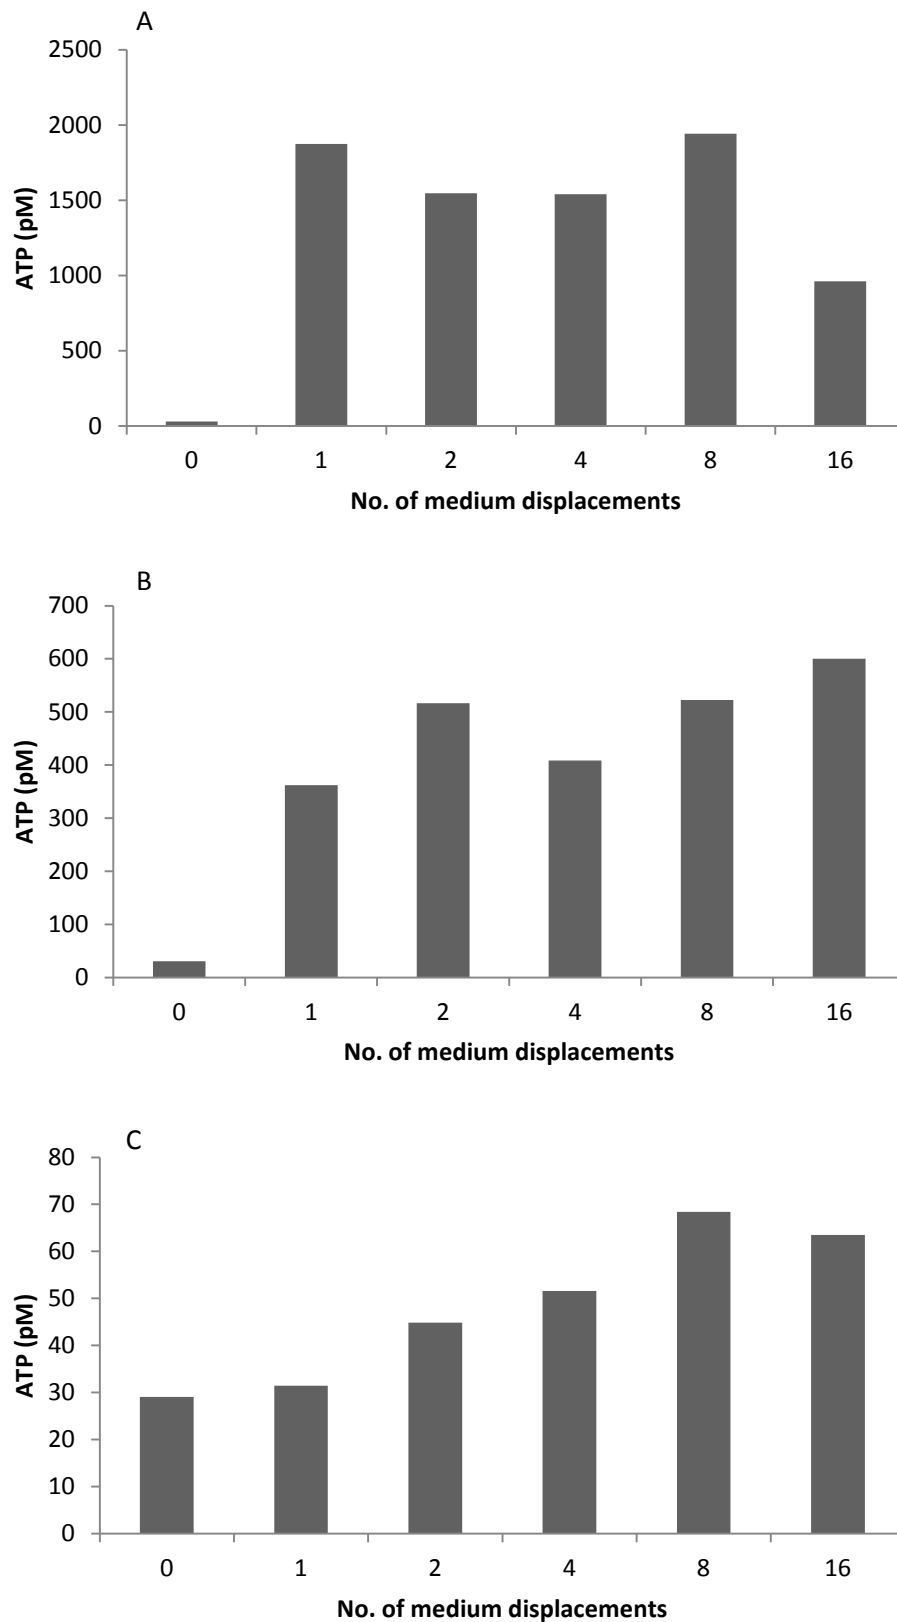 A
2500
2000
1500
1000
500
0
ATP (pM)
0 1 2 4 8 16
No. of medium displacements
B
700
600
500
400
300
200
100
0
ATP (pM)
0 1 2 4 8 16
No. of medium displacements
C
80
70
60
50
40
30
20
10
0
ATP (pM)
0 1 2 4 8 16
No. of medium displacements